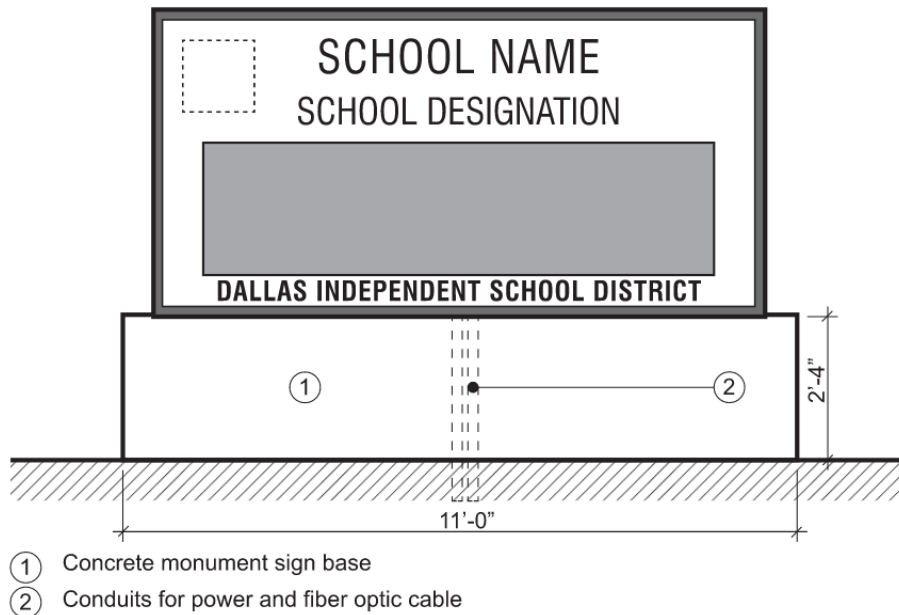 SCHOOL NAME
SCHOOL DESIGNATION
DALLAS INDEPENDENT SCHOOL DISTRICT
1
2
2’-4”
11’-0”
1 Concrete monument sign base
2 Conduits for power and fiber optic cable